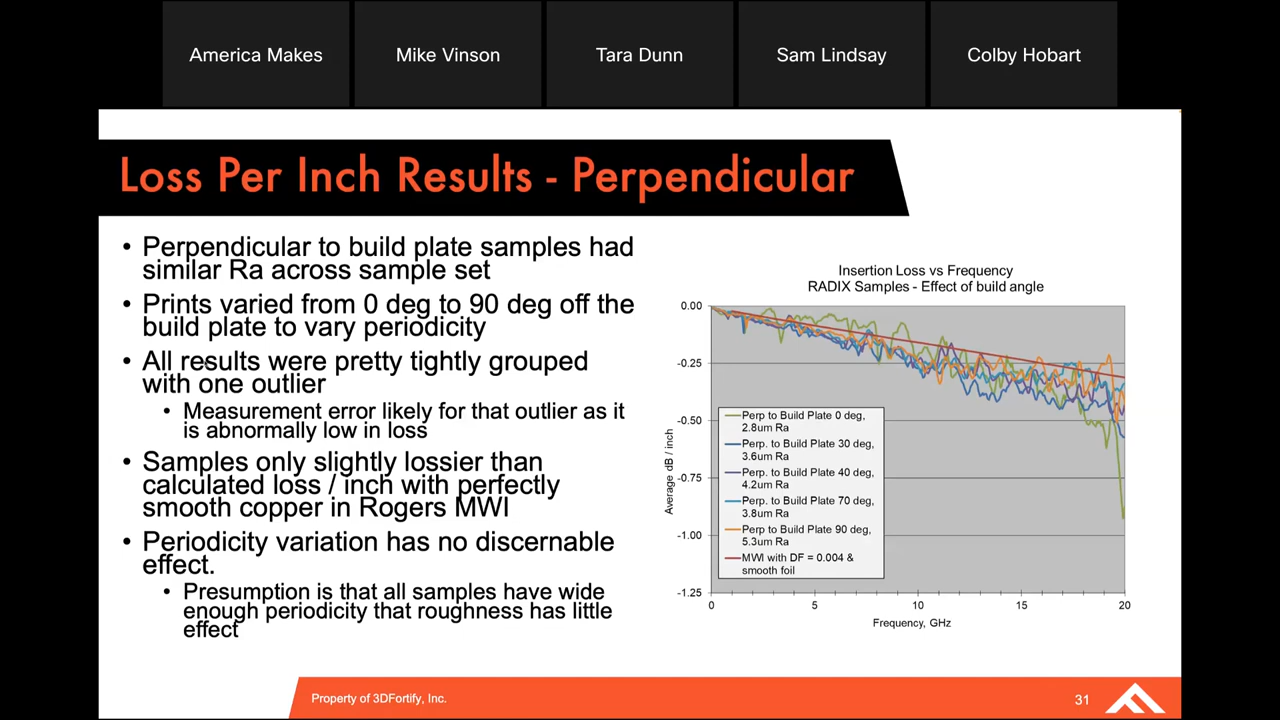 America Makes
Mike Vinson
Tara Dunn
Sam Lindsay
Colby Hobart
Loss Per Inch Results - Perpendicular
• Perpendicular to build plate samples had
similar Ra across sample set
• Prints varied from 0 deg to 90 deg off the
build plate to vary periodicity
• All results were pretty tightly grouped
with one outlier
• Measurement error likely for that outlier as it
is abnormally low in loss
• Samples only slightly lossier than
calculated loss / inch with perfectly
smooth copper in Rogers MWI
• Periodicity variation has no discernable
effect.
• Presumption is that all samples have wide
enough periodicity that roughness has little
effect
Insertion Loss vs Frequency
RADIX Samples - Effect of build angle
0.00
-0.25
-0.50
-0.75
-1.00
-1.25
Average dB / inch
Perp to Build Plate 0 deg,
2.8um Ra
Perp. to Build Plate 30 deg,
3.6um Ra
Perp. to Build Plate 40 deg,
4.2um Ra
Perp. to Build Plate 70 deg,
3.8um Ra
Perp to Build Plate 90 deg,
5.3um Ra
MWI with DF = 0.004 &
smooth foil
0
5
10
15
20
Frequency, GHz
Property of 3DFortify, Inc.
31